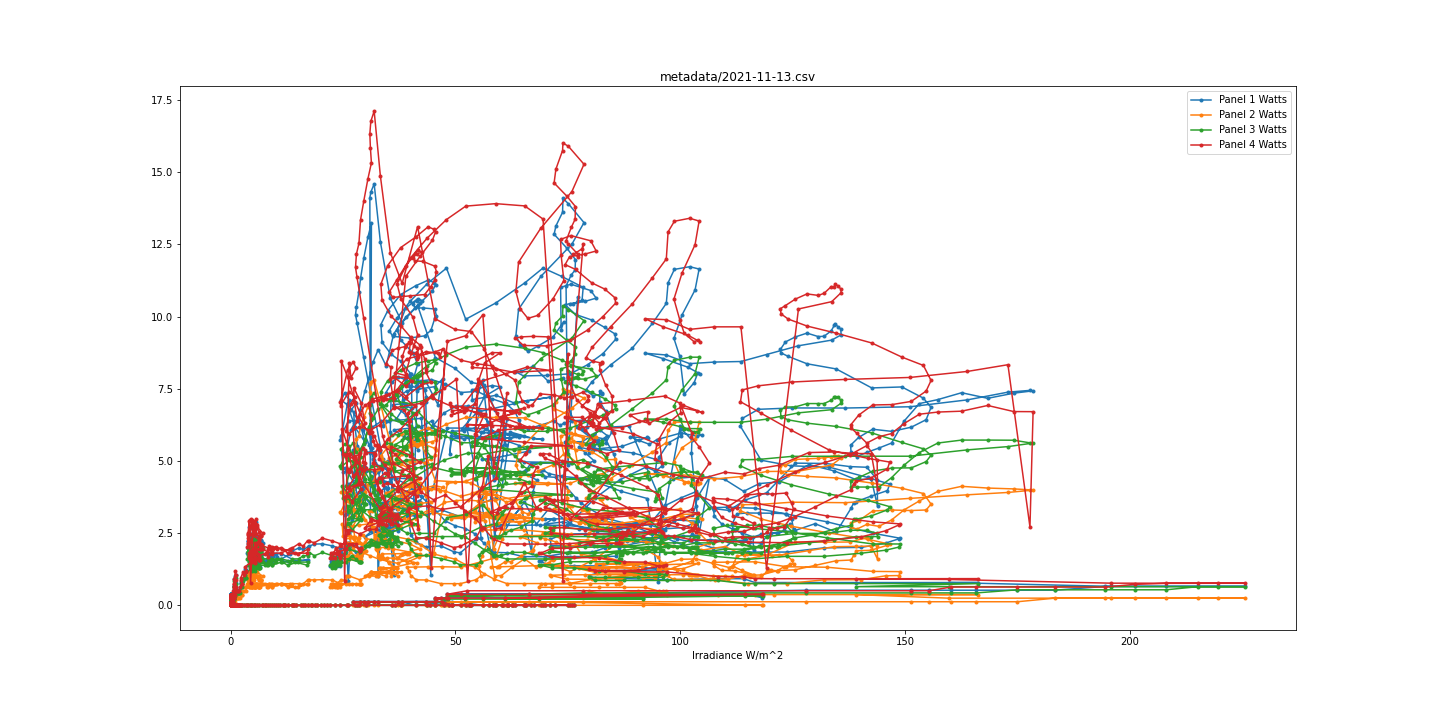 metadata/2021-11-13.csv
17.5
15.0
12.5
10.0
7.5
5.0
2.5
0.0
Panel 1 Watts
Panel 2 Watts
Panel 3 Watts
Panel 4 Watts
0 50 100 150 200
Irradiance W/m^2